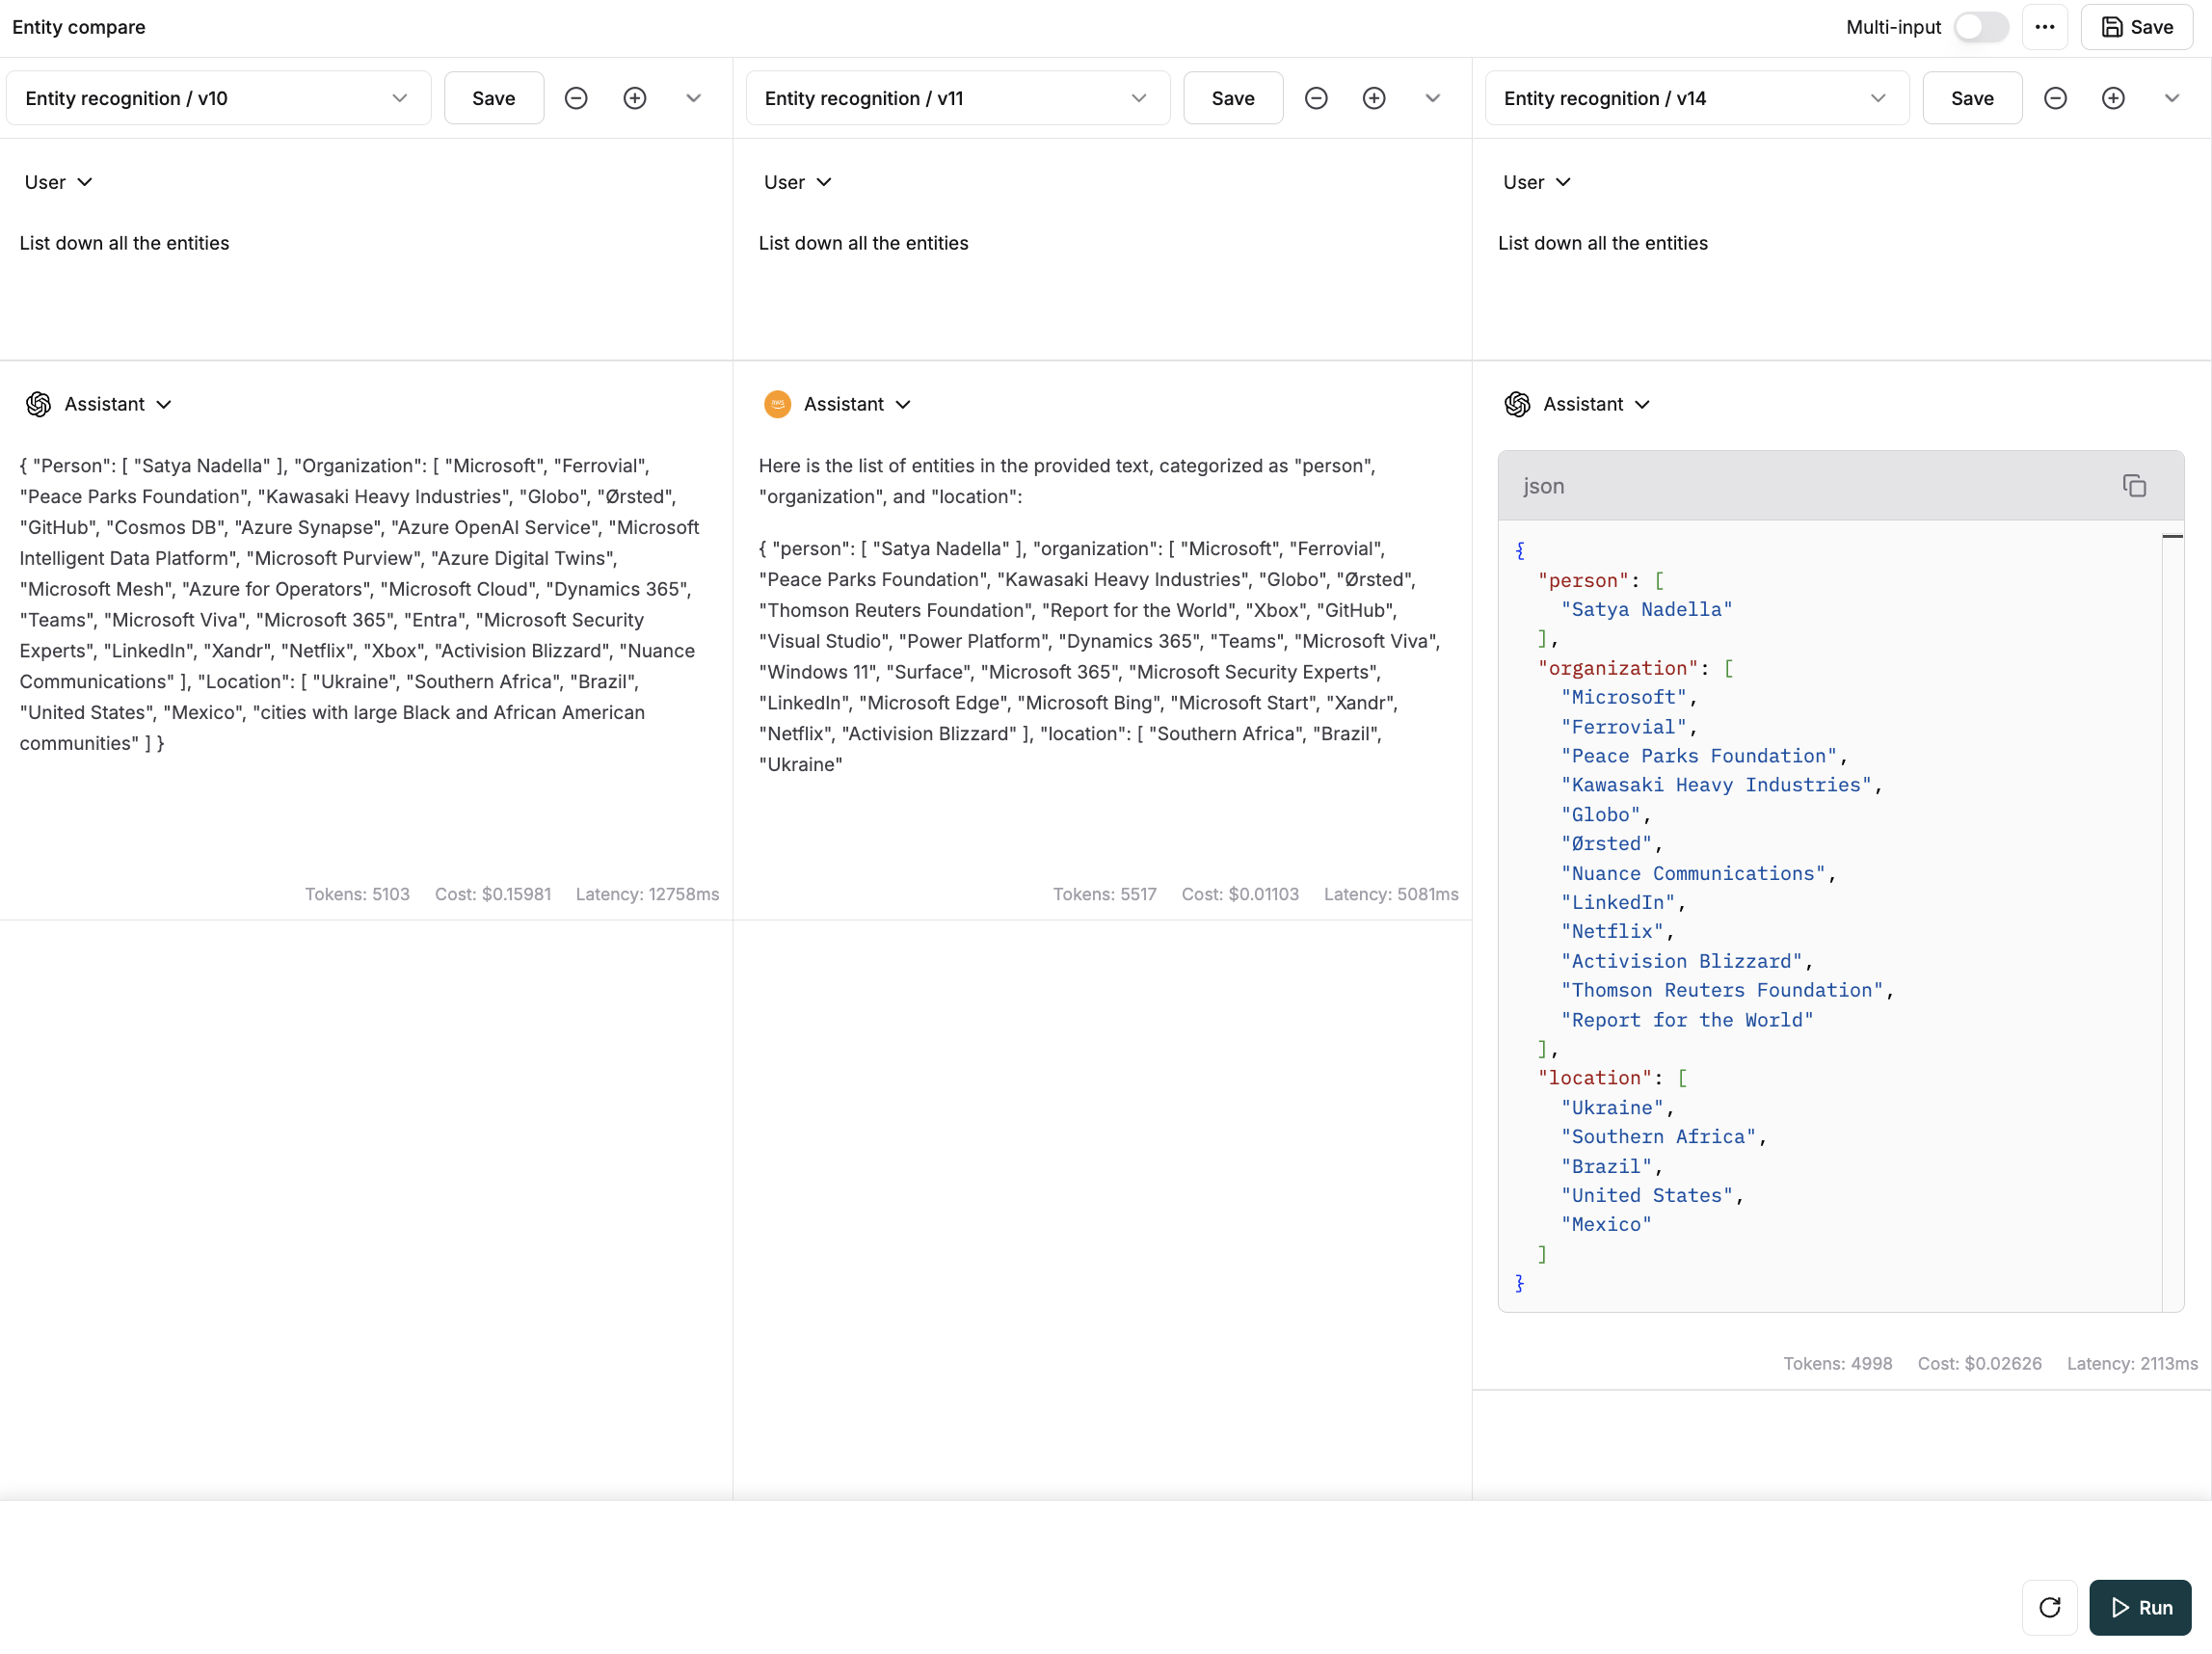 Entity compare
Multi-input
Save
Entity recognition / v10
Save
Entity recognition / v11
Save
Entity recognition / v14
Save
User
List down all the entities
User
List down all the entities
User
List down all the entities
Assistant
{ "Person": [ "Satya Nadella" ], "Organization": [ "Microsoft", "Ferrovial",
"Peace Parks Foundation", "Kawasaki Heavy Industries", "Globo", "Ørsted",
"GitHub", "Cosmos DB", "Azure Synapse", "Azure OpenAI Service", "Microsoft
Intelligent Data Platform", "Microsoft Purview", "Azure Digital Twins",
"Microsoft Mesh", "Azure for Operators", "Microsoft Cloud", "Dynamics 365",
"Teams", "Microsoft Viva", "Microsoft 365", "Entra", "Microsoft Security
Experts", "LinkedIn", "Xandr", "Netflix", "Xbox", "Activision Blizzard", "Nuance
Communications" ], "Location": [ "Ukraine", "Southern Africa", "Brazil",
"United States", "Mexico", "cities with large Black and African American
communities" ] }
Tokens: 5103 Cost: $0.15981 Latency: 12758ms
aws
Assistant
Here is the list of entities in the provided text, categorized as "person",
"organization", and "location":
{ "person": [ "Satya Nadella" ], "organization": [ "Microsoft", "Ferrovial",
"Peace Parks Foundation", "Kawasaki Heavy Industries", "Globo", "Ørsted",
"Thomson Reuters Foundation", "Report for the World", "Xbox", "GitHub",
"Visual Studio", "Power Platform", "Dynamics 365", "Teams", "Microsoft Viva",
"Windows 11", "Surface", "Microsoft 365", "Microsoft Security Experts",
"LinkedIn", "Microsoft Edge", "Microsoft Bing", "Microsoft Start", "Xandr",
"Netflix", "Activision Blizzard" ], "location": [ "Southern Africa", "Brazil",
"Ukraine"
Tokens: 5517 Cost: $0.01103 Latency: 5081ms
Assistant
json
{
"person": [
"Satya Nadella"
],
"organization": [
"Microsoft",
"Ferrovial",
"Peace Parks Foundation",
"Kawasaki Heavy Industries",
"Globo",
"Ørsted",
"Nuance Communications",
"LinkedIn",
"Netflix",
"Activision Blizzard",
"Thomson Reuters Foundation",
"Report for the World"
],
"location": [
"Ukraine",
"Southern Africa",
"Brazil",
"United States",
"Mexico"
]
}
Tokens: 4998 Cost: $0.02626 Latency: 2113ms
Run